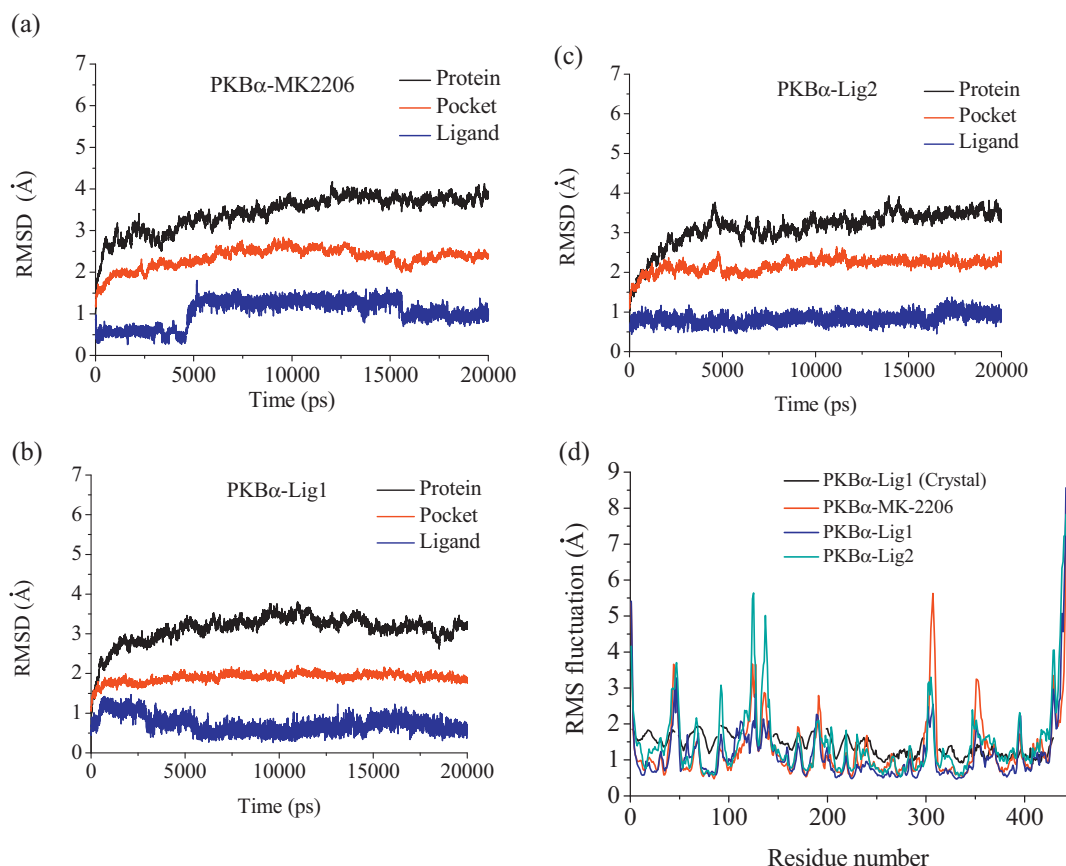 (a)
7
6
5
4
3
2
1
0
RMSD (Å)
PKBα-MK2206
Protein
Pocket
Ligand
0 5000 10000 15000 20000
Time (ps)
(c)
7
6
5
4
3
2
1
0
RMSD (Å)
PKBα-Lig2
Protein
Pocket
Ligand
0 5000 10000 15000 20000
Time (ps)
(b)
7
6
5
4
3
2
1
0
RMSD (Å)
PKBα-Lig1
Protein
Pocket
Ligand
0 5000 10000 15000 20000
Time (ps)
(d)
9
8
7
6
5
4
3
2
1
0
RMS fluctuation (Å)
PKBα-Lig1 (Crystal)
PKBα-MK-2206
PKBα-Lig1
PKBα-Lig2
0 100 200 300 400
Residue number